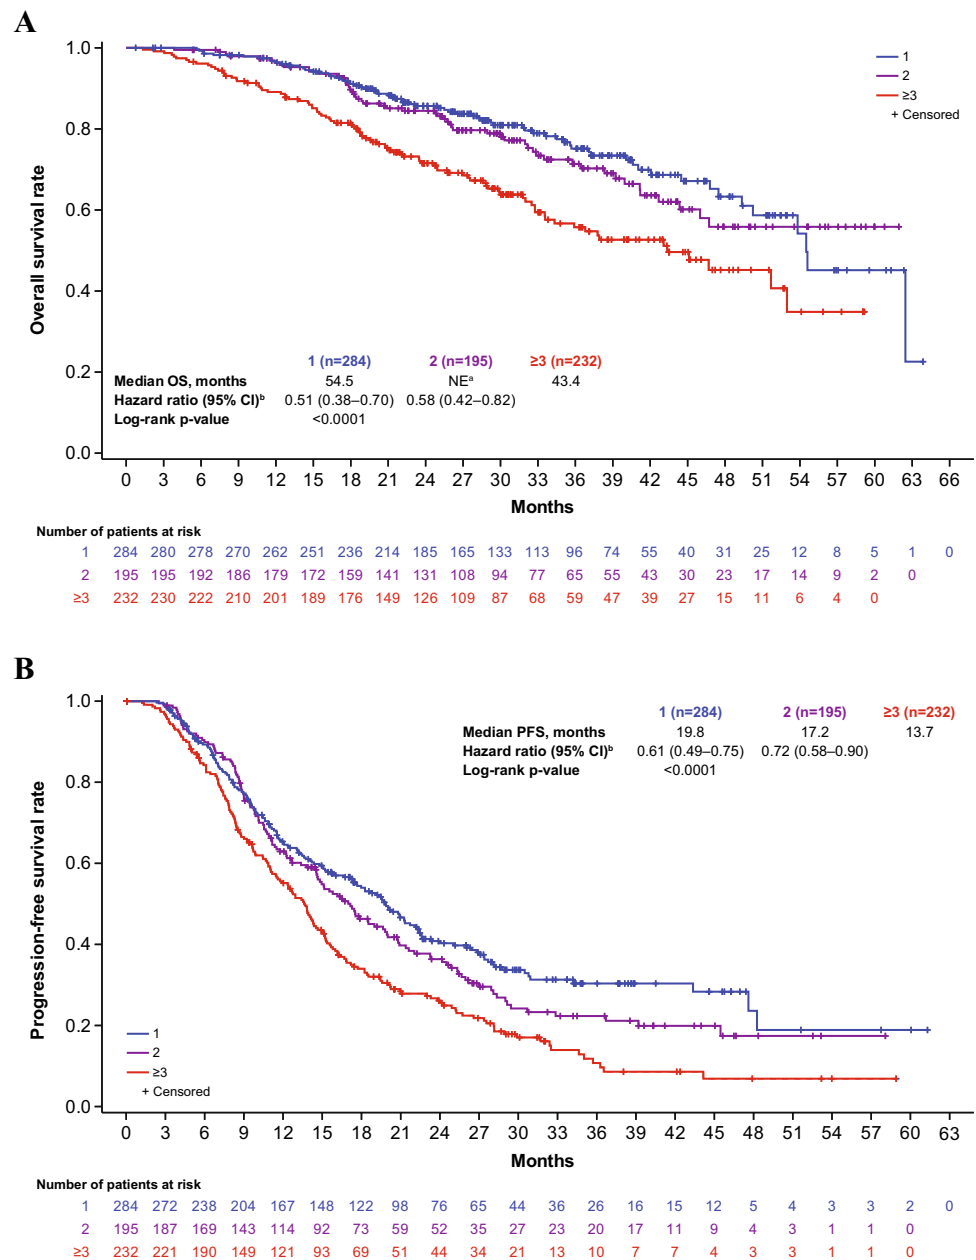 A
1.0
0.8
0.6
0.4
0.2
0.0
Overall survival rate
1
2
≥3
+ Censored
1 (n=284) 2 (n=195) ≥3 (n=232)
Median OS, months 54.5 NEᵃ 43.4
Hazard ratio (95% CI)ᵇ 0.51 (0.38–0.70) 0.58 (0.42–0.82)
Log-rank p-value <0.0001
0 3 6 9 12 15 18 21 24 27 30 33 36 39 42 45 48 51 54 57 60 63 66
Months
Number of patients at risk
1 284 280 278 270 262 251 236 214 185 165 133 113 96 74 55 40 31 25 12 8 5 1 0
2 195 195 192 186 179 172 159 141 131 108 94 77 65 55 43 30 23 17 14 9 2 0
≥3 232 230 222 210 201 189 176 149 126 109 87 68 59 47 39 27 15 11 6 4 0
B
1.0
0.8
0.6
0.4
0.2
0.0
Progression-free survival rate
1 (n=284) 2 (n=195) ≥3 (n=232)
Median PFS, months 19.8 17.2 13.7
Hazard ratio (95% CI)ᵇ 0.61 (0.49–0.75) 0.72 (0.58–0.90)
Log-rank p-value <0.0001
1
2
≥3
+ Censored
0 3 6 9 12 15 18 21 24 27 30 33 36 39 42 45 48 51 54 57 60 63
Months
Number of patients at risk
1 284 272 238 204 167 148 122 98 76 65 44 36 26 16 15 12 5 4 3 3 2 0
2 195 187 169 143 114 92 73 59 52 35 27 23 20 17 11 9 4 3 1 1 0
≥3 232 221 190 149 121 93 69 51 44 34 21 13 10 7 7 4 3 3 1 1 0